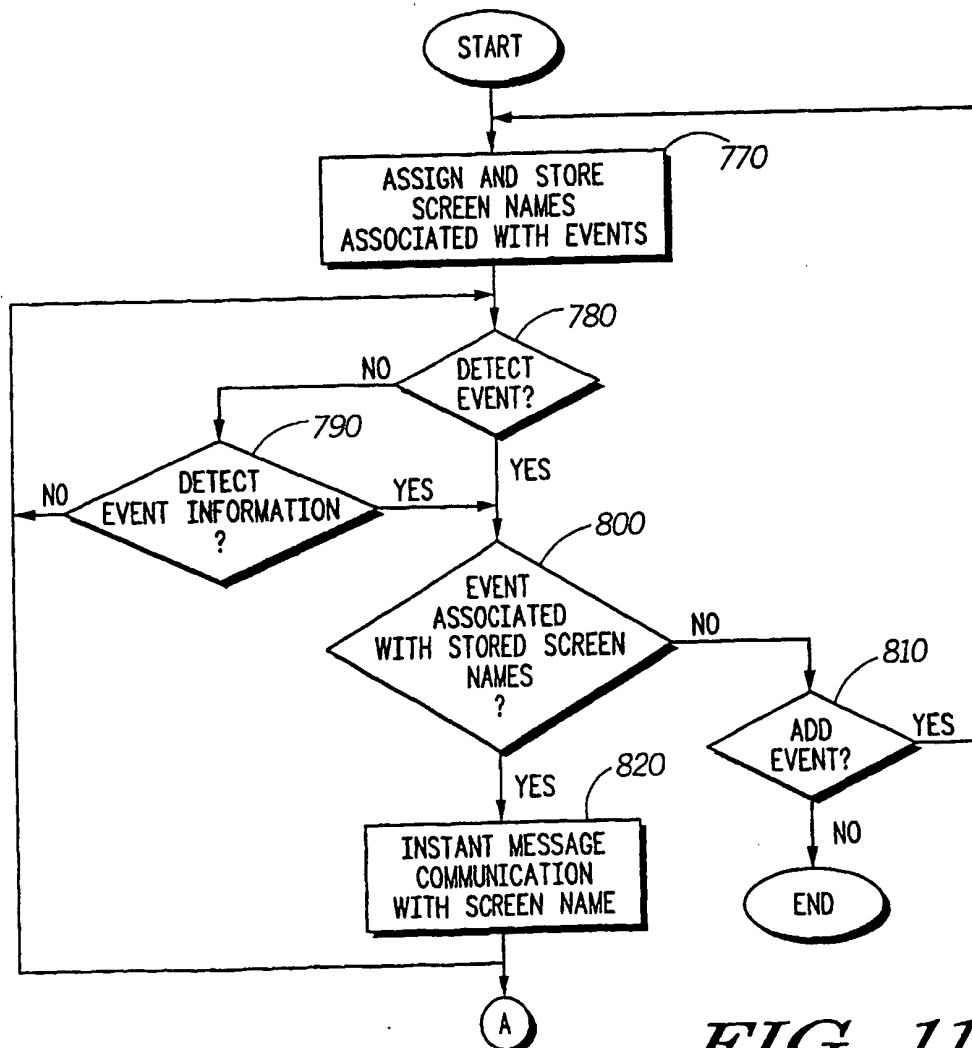 START
770
ASSIGN AND STORE
SCREEN NAMES
ASSOCIATED WITH EVENTS
780
DETECT
EVENT?
NO
YES
790
DETECT
EVENT INFORMATION
?
NO
YES
800
EVENT
ASSOCIATED
WITH STORED SCREEN
NAMES
?
NO
YES
810
ADD
EVENT?
YES
NO
END
820
INSTANT MESSAGE
COMMUNICATION
WITH SCREEN NAME
A
FIG. 11